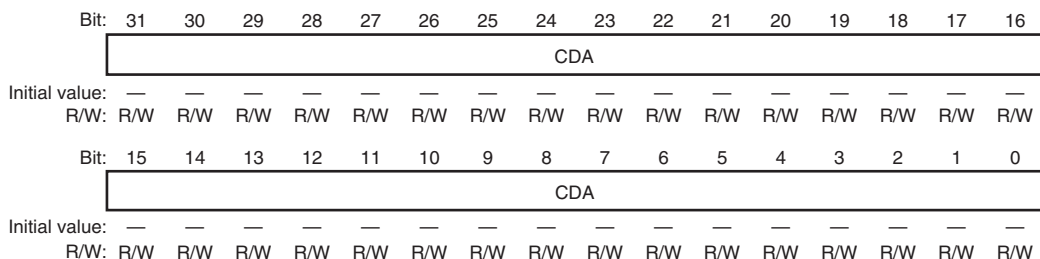 Bit: 31 30 29 28 27 26 25 24 23 22 21 20 19 18 17 16
CDA
Initial value: — — — — — — — — — — — — — — — —
R/W: R/W R/W R/W R/W R/W R/W R/W R/W R/W R/W R/W R/W R/W R/W R/W R/W
Bit: 15 14 13 12 11 10 9 8 7 6 5 4 3 2 1 0
CDA
Initial value: — — — — — — — — — — — — — — — —
R/W: R/W R/W R/W R/W R/W R/W R/W R/W R/W R/W R/W R/W R/W R/W R/W R/W